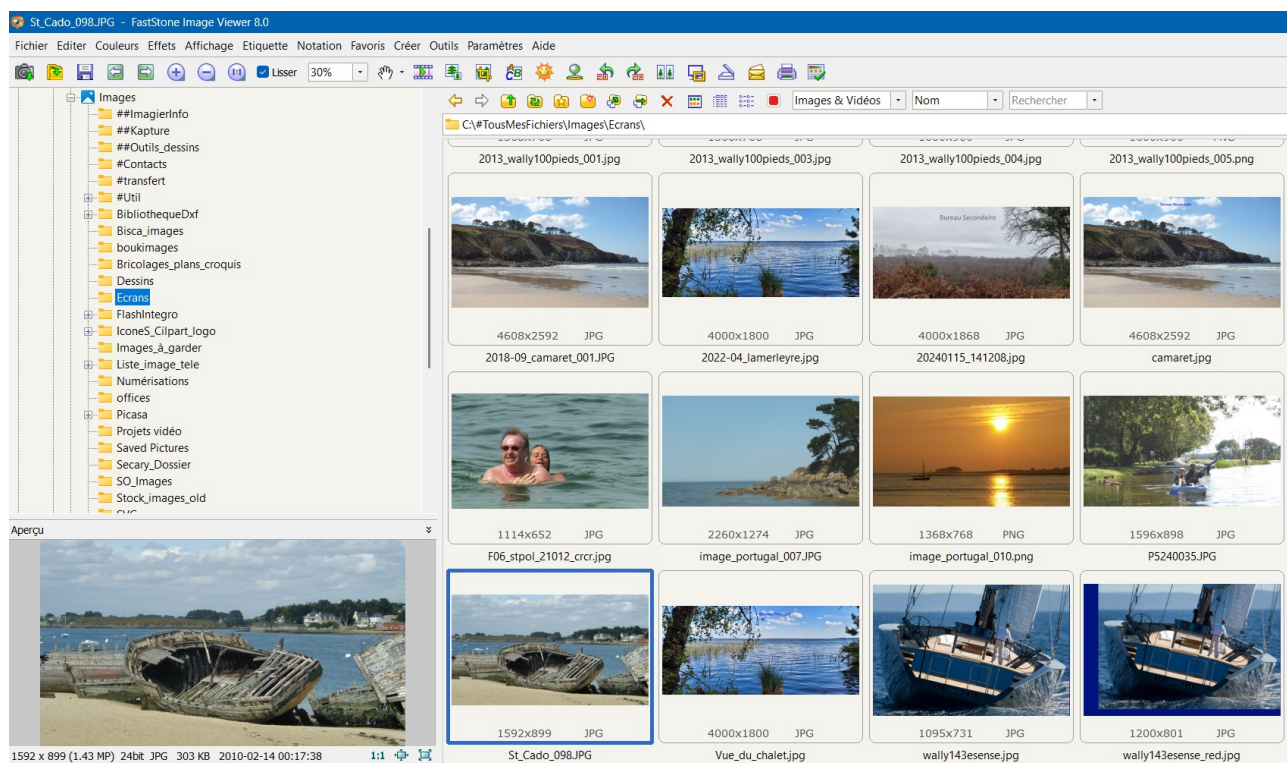 St_Cado_098.JPG - FastStone Image Viewer 8.0
Fichier Editer Couleurs Effets Affichage Etiquette Notation Favoris Créer Outils Paramètres Aide
Lisser 30%
Images & Vidéos Nom Rechercher
C:\#TousMesFichiers\Images\Ecrans\
Images
##ImagierInfo
##Kapture
##Outils_dessins
#Contacts
#transfert
#Util
BibliothequeDxf
Bisca_images
boukimages
Bricolages_plans_croquis
Dessins
Ecrans
FlashIntegro
IconeS_Cilpart_logo
Images_à_garder
Liste_image_tele
Numérisations
offices
Picasa
Projets vidéo
Saved Pictures
Secary_Dossier
SO_Images
Stock_images_old
Aperçu
1592 x 899 (1.43 MP) 24bit JPG 303 KB 2010-02-14 00:17:38 1:1
2013_wally100pieds_001.jpg 2013_wally100pieds_003.jpg 2013_wally100pieds_004.jpg 2013_wally100pieds_005.png
Bureau Secondaire
4608x2592 JPG 4000x1800 JPG 4000x1868 JPG 4608x2592 JPG
2018-09_camaret_001.JPG 2022-04_lamerleyre.jpg 20240115_141208.jpg camaret.jpg
1114x652 JPG 2260x1274 JPG 1368x768 PNG 1596x898 JPG
F06_stpol_21012_crcr.jpg image_portugal_007.JPG image_portugal_010.png P5240035.JPG
1592x899 JPG 4000x1800 JPG 1095x731 JPG 1200x801 JPG
St_Cado_098.JPG Vue_du_chalet.jpg wally143esense.jpg wally143esense_red.jpg